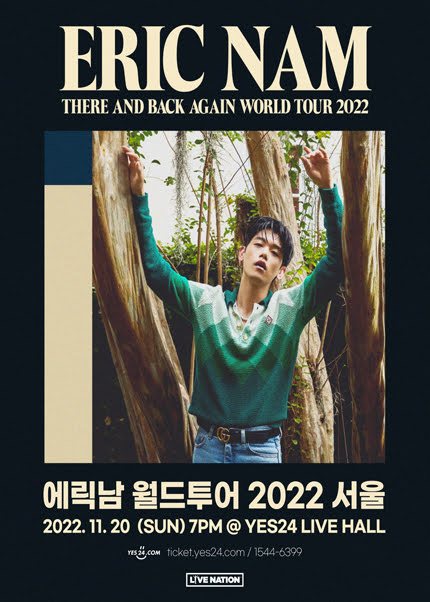 ERIC NAM
THERE AND BACK AGAIN WORLD TOUR 2022
에릭남 월드투어 2022 서울
2022. 11. 20 (SUN) 7PM @ YES24 LIVE HALL
YES24.COM ticket.yes24.com / 1544-6399
LIVE NATION